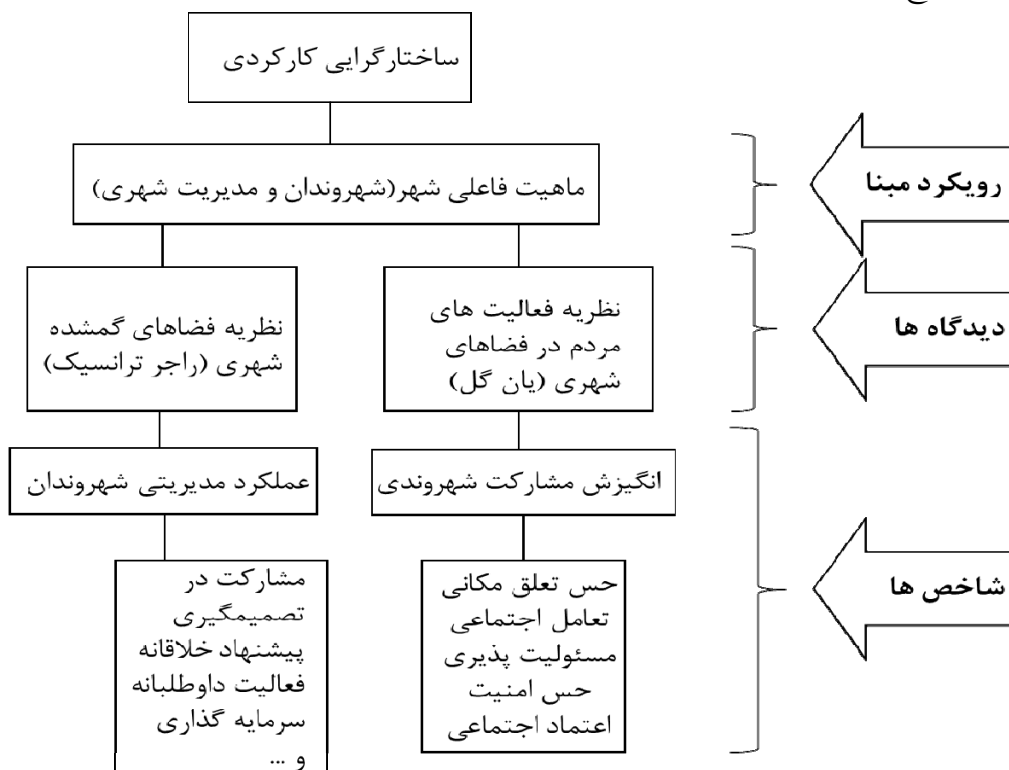 ساختارگرایی کارکردی
ماهیت فاعلی شهر(شهروندان و مدیریت شهری)
رویکرد مبنا
نظریه فعالیت های
مردم در فضاهای
شهری (یان گل)
نظریه فضاهای گمشده
شهری (راجر ترانسیک)
دیدگاه ها
انگیزش مشارکت شهروندی
عملکرد مدیریتی شهروندان
حس تعلق مکانی
تعامل اجتماعی
مسئولیت پذیری
حس امنیت
اعتماد اجتماعی
مشارکت در
تصمیمگیری
پیشنهاد خلاقانه
فعالیت داوطلبانه
سرمایه گذاری
و ...
شاخص ها